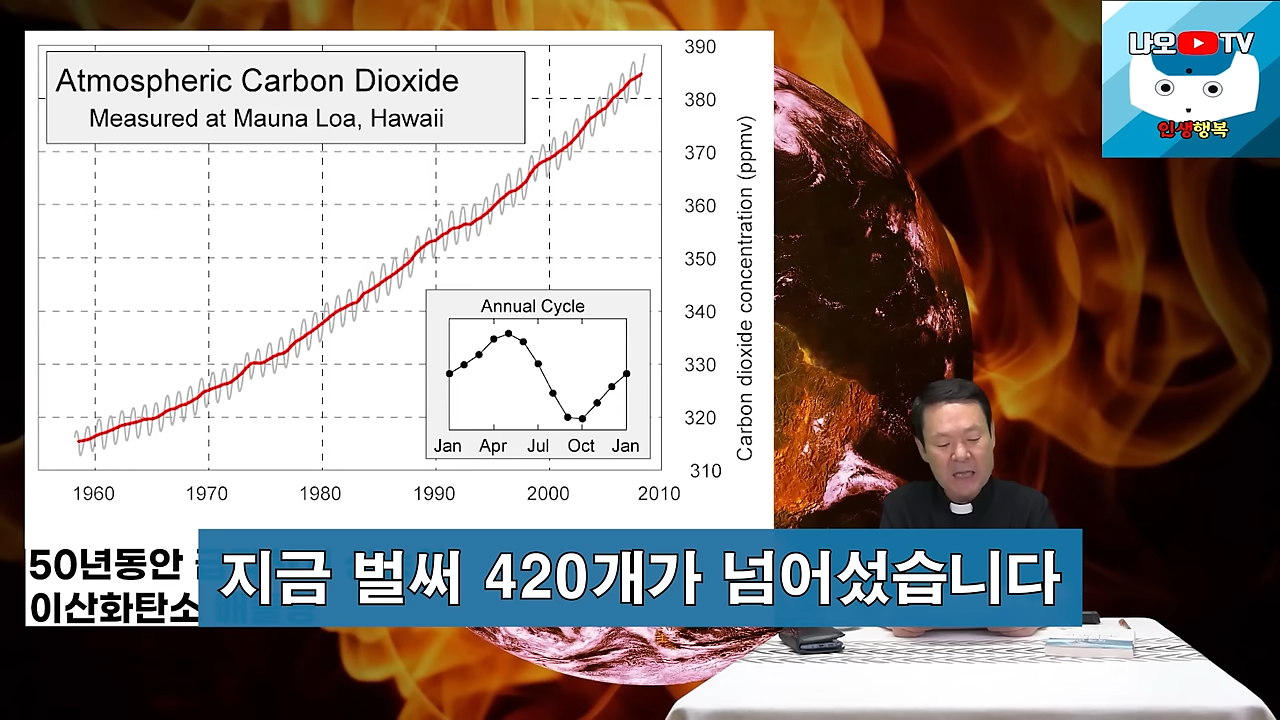 Atmospheric Carbon Dioxide
Measured at Mauna Loa, Hawaii
390
380
370
360
350
340
330
320
310
Carbon dioxide concentration (ppmv)
Annual Cycle
Jan Apr Jul Oct Jan
1960 1970 1980 1990 2000 2010
50년동안
이산화탄소
지금 벌써 420개가 넘어섰습니다
나오 TV
인생행복